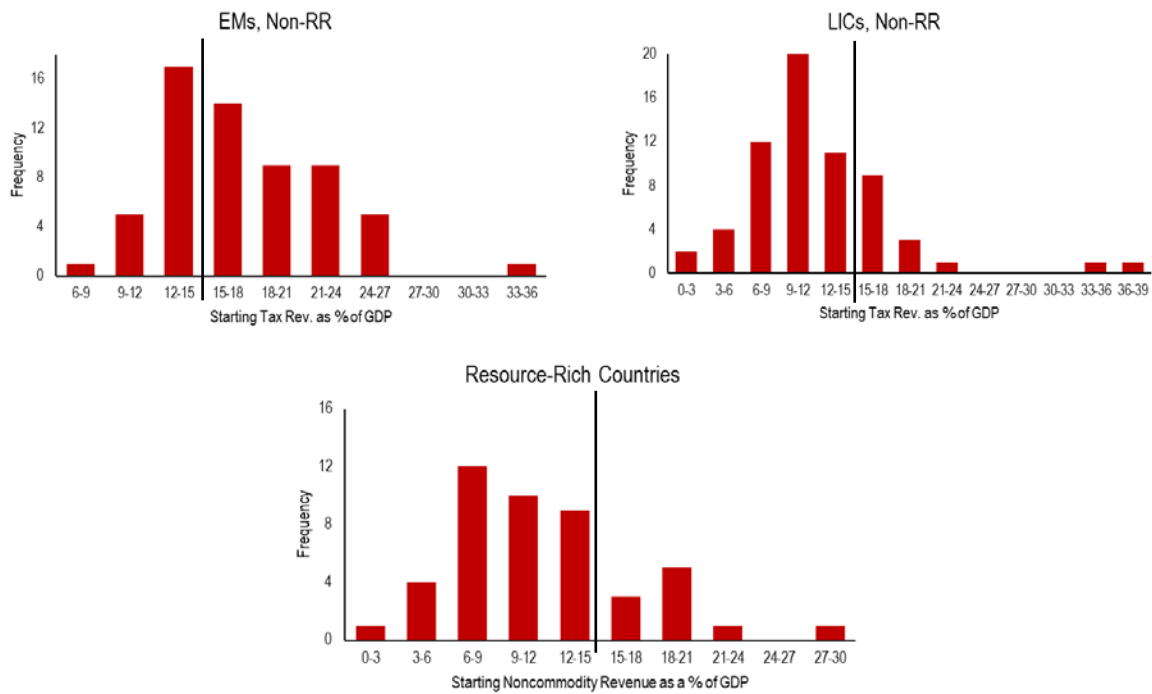 EMs, Non-RR
Frequency
16
12
8
4
0
6-9 9-12 12-15 15-18 18-21 21-24 24-27 27-30 30-33 33-36
Starting Tax Rev. as % of GDP
LICs, Non-RR
Frequency
20
16
12
8
4
0
0-3 3-6 6-9 9-12 12-15 15-18 18-21 21-24 24-27 27-30 30-33 33-36 36-39
Starting Tax Rev. as % of GDP
Resource-Rich Countries
Frequency
16
12
8
4
0
0-3 3-6 6-9 9-12 12-15 15-18 18-21 21-24 24-27 27-30
Starting Noncommodity Revenue as a % of GDP